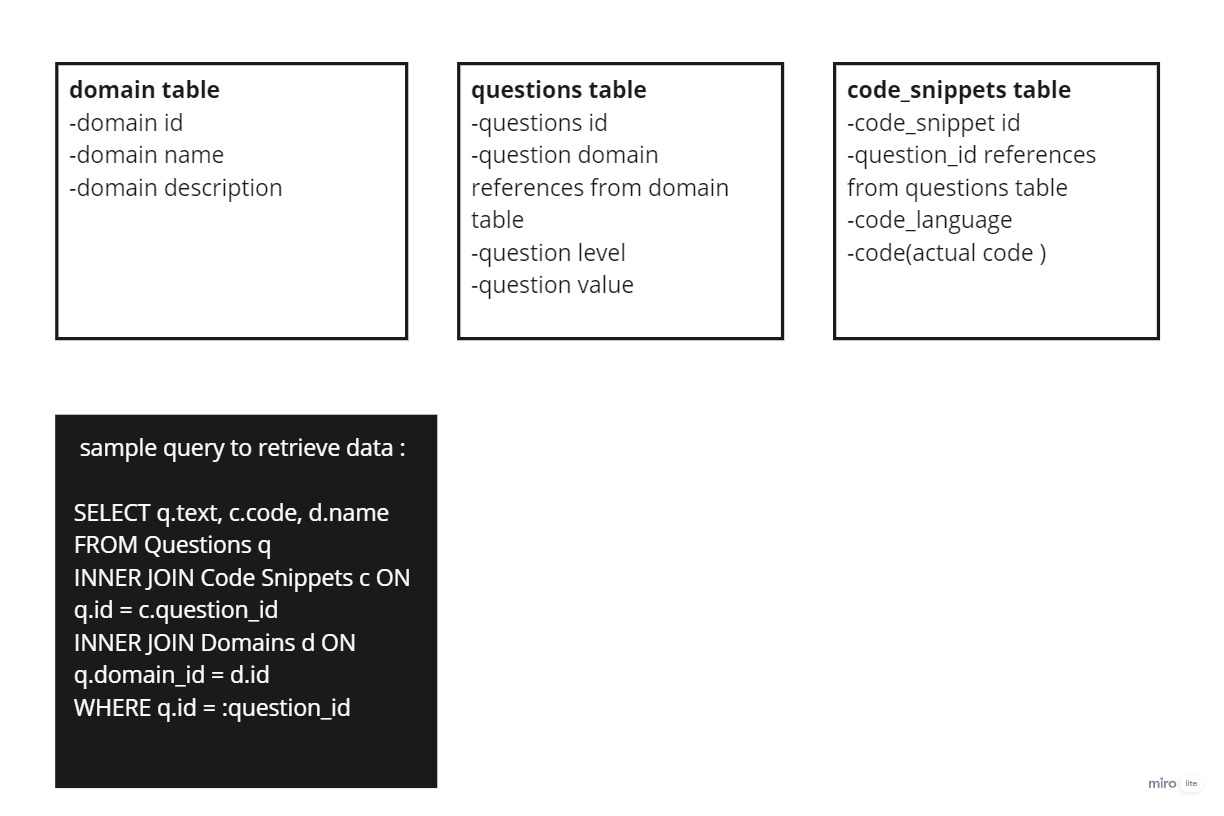 domain table
-domain id
-domain name
-domain description
questions table
-questions id
-question domain
references from domain
table
-question level
-question value
code_snippets table
-code_snippet id
-question_id references
from questions table
-code_language
-code(actual code )
sample query to retrieve data :
SELECT q.text, c.code, d.name
FROM Questions q
INNER JOIN Code Snippets c ON
q.id = c.question_id
INNER JOIN Domains d ON
q.domain_id = d.id
WHERE q.id = :question_id
miro lite